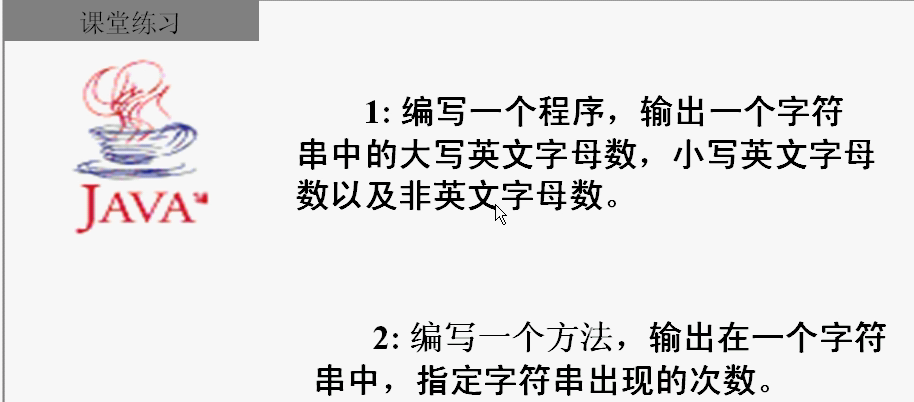 课堂练习
JAVA
1: 编写一个程序，输出一个字符
串中的大写英文字母数，小写英文字母
数以及非英文字母数。
2: 编写一个方法，输出在一个字符
串中，指定字符串出现的次数。